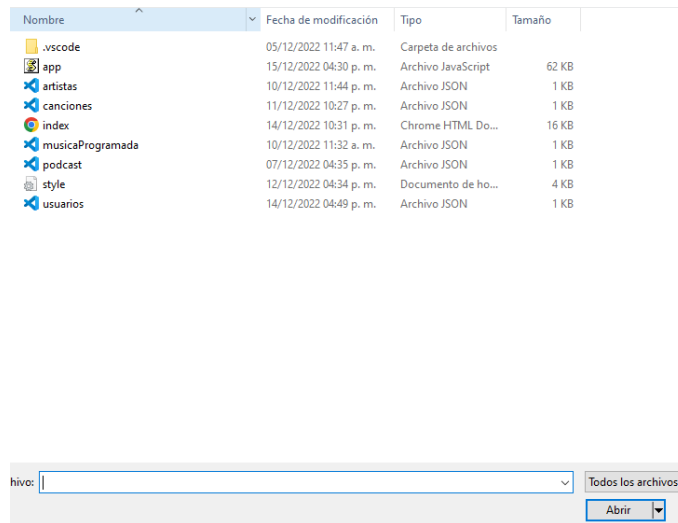 Nombre Fecha de modificación Tipo Tamaño
.vscode 05/12/2022 11:47 a. m. Carpeta de archivos
app 15/12/2022 04:30 p. m. Archivo JavaScript 62 KB
artistas 10/12/2022 11:44 p. m. Archivo JSON 1 KB
canciones 11/12/2022 10:27 p. m. Archivo JSON 1 KB
index 14/12/2022 10:31 p. m. Chrome HTML Do... 16 KB
musicaProgramada 10/12/2022 11:32 a. m. Archivo JSON 1 KB
podcast 07/12/2022 04:35 p. m. Archivo JSON 1 KB
style 12/12/2022 04:34 p. m. Documento de ho... 4 KB
usuarios 14/12/2022 04:49 p. m. Archivo JSON 1 KB
hivo: Todos los archivos
Abrir